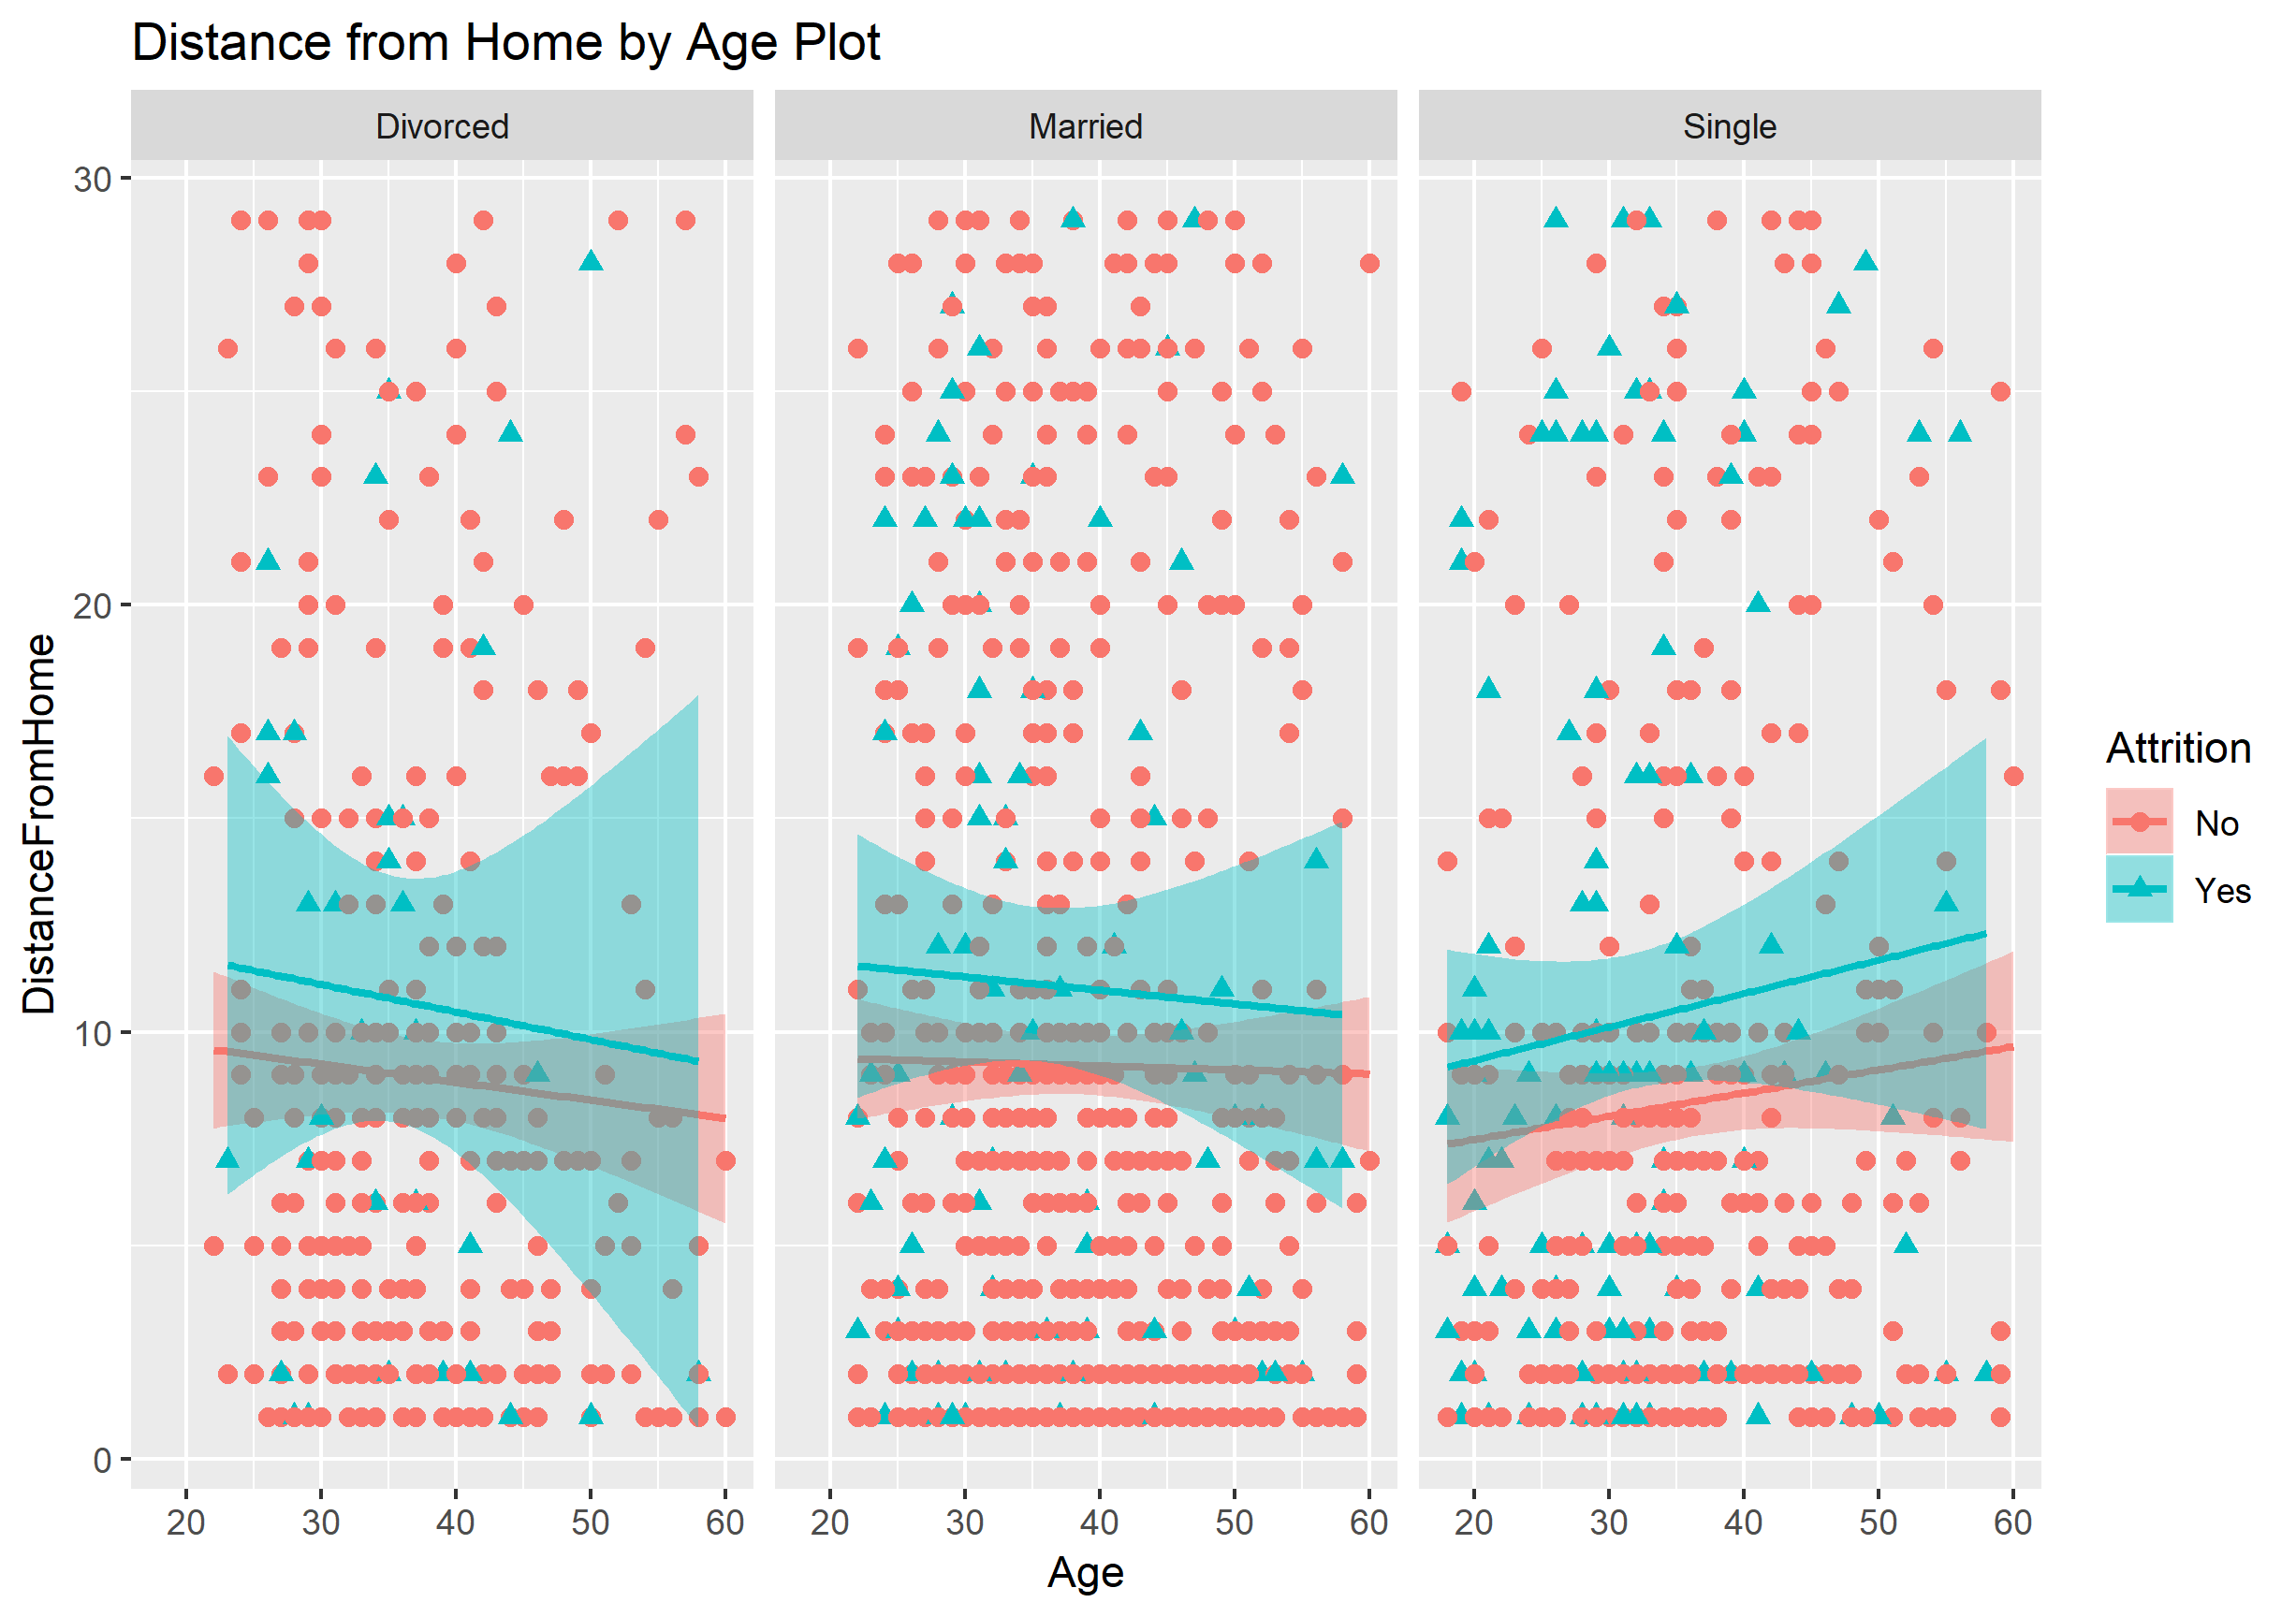 Distance from Home by Age Plot
Divorced
Married
Single
30
20
10
0
DistanceFromHome
20 30 40 50 60
20 30 40 50 60
20 30 40 50 60
Age
Attrition
No
Yes